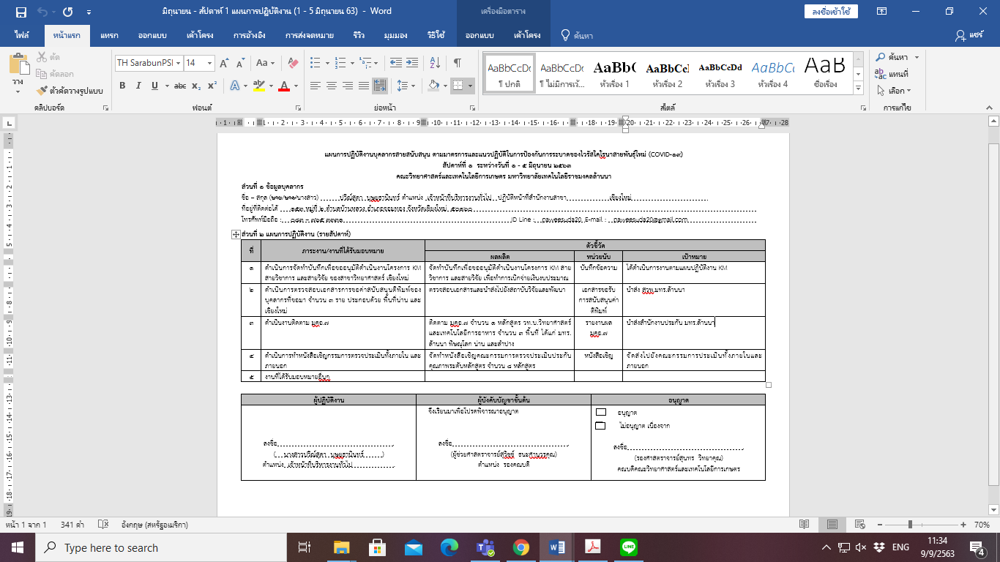 มิถุนายน - สัปดาห์ 1 แผนการปฏิบัติงาน (1 - 5 มิถุนายน 63) - Word
เครื่องมือตาราง
ลงชื่อเข้าใช้
ไฟล์ หน้าแรก แทรก ออกแบบ เค้าโครง การอ้างอิง การส่งจดหมาย รีวิว มุมมอง วิธีใช้ ออกแบบ เค้าโครง ค้นหา แชร์
วาง
ตัด
คัดลอก
ตัวคัดวางรูปแบบ
คลิปบอร์ด
TH SarabunPSK 14
ฟอนต์
ย่อหน้า
AaBbCcDc AaBbCcDc AaBbC AaBbCcI AaBbCcDd AaBbCc AaB
¶ ปกติ ¶ ไม่มีการเว้... หัวเรื่อง 1 หัวเรื่อง 2 หัวเรื่อง 3 หัวเรื่อง 4 ชื่อเรื่อง
สไตล์
ค้นหา
แทนที่
เลือก
การแก้ไข
แผนการปฏิบัติงานบุคลากรสายสนับสนุน ตามมาตรการและแนวปฏิบัติในการป้องกันการระบาดของไวรัสโคโรนาสายพันธุ์ใหม่ (COVID-๑๙)
สัปดาห์ที่ ๑ ระหว่างวันที่ ๑ - ๕ มิถุนายน ๒๕๖๓
คณะวิทยาศาสตร์และเทคโนโลยีการเกษตร มหาวิทยาลัยเทคโนโลยีราชมงคลล้านนา
ส่วนที่ ๑ ข้อมูลบุคลากร
ชื่อ – สกุล (นาย/นาง/นางสาว) ปวีณ์สุดา บุษยรานินทร์ ตำแหน่ง เจ้าหน้าที่บริหารงานทั่วไป ปฏิบัติหน้าที่สำนักงานสาขา เชียงใหม่
ที่อยู่ที่ติดต่อได้ ๑๕๓ หมู่ที่ ๒ ตำบลบ้านหลวง อำเภอจอมทอง จังหวัดเชียงใหม่ ๕๐๑๖๐
โทรศัพท์มือถือ : ID Line : paweesuda20 E-mail : paweesuda20@gmail.com
ส่วนที่ ๒ แผนการปฏิบัติงาน (รายสัปดาห์)
ที่ ภาระงาน/งานที่ได้รับมอบหมาย ตัวชี้วัด
ผลผลิต หน่วยนับ เป้าหมาย
๑ ดำเนินการจัดทำบันทึกเพื่อขออนุมัติดำเนินงานโครงการ KM สายวิชาการ และสายวิจัย ของสาขาวิทยาศาสตร์ เชียงใหม่
จัดทำบันทึกเพื่อขออนุมัติดำเนินงานโครงการ KM สายวิชาการ และสายวิจัย เพื่อทำการเบิกจ่ายเงินงบประมาณ
บันทึกข้อความ
ได้ดำเนินการงานตามแผนปฏิบัติงาน KM
๒ ดำเนินการตรวจสอบเอกสารการขอค่าสนับสนุนตีพิมพ์ของบุคลากรที่ขอมา จำนวน ๓ ราย ประกอบด้วย พื้นที่น่าน และเชียงใหม่
ตรวจสอบเอกสารและนำส่งไปยังสถาบันวิจัยและพัฒนา
เอกสารขอรับการสนับสนุนค่าตีพิมพ์
นำส่ง สวพ.มทร.ล้านนา
๓ ดำเนินงานติดตาม มคอ.๗
ติดตาม มคอ.๗ จำนวน ๑ หลักสูตร วท.บ.วิทยาศาสตร์และเทคโนโลยีการอาหาร จำนวน ๓ พื้นที่ ได้แก่ มทร.ล้านนา พิษณุโลก น่าน และลำปาง
รายงานผล มคอ.๗
นำส่งสำนักงานประกัน มทร.ล้านนา
๔ ดำเนินการทำหนังสือเชิญกรรมการตรวจประเมินทั้งภายใน และภายนอก
จัดทำหนังสือเชิญคณะกรรมการตรวจประเมินประกันคุณภาพระดับหลักสูตร จำนวน ๘ หลักสูตร
หนังสือเชิญ
จัดส่งไปยังคณะกรรมการประเมินทั้งภายในและภายนอก
๕ งานที่ได้รับมอบหมายอื่นๆ
ผู้ปฏิบัติงาน ผู้บังคับบัญชาชั้นต้น อนุญาต
จึงเรียนมาเพื่อโปรดพิจารณาอนุญาต
อนุญาต
ไม่อนุญาต เนื่องจาก
ลงชื่อ ลงชื่อ ลงชื่อ
( นางสาวปวีณ์สุดา บุษยรานินทร์ )
ตำแหน่ง เจ้าหน้าที่บริหารงานทั่วไป
ตำแหน่ง รองคณบดี
(รองศาสตราจารย์สุนทร วิทยาคุณ)
คณบดีคณะวิทยาศาสตร์และเทคโนโลยีการเกษตร
หน้า 1 จาก 1 341 คำ อังกฤษ (สหรัฐอเมริกา) 70%
Type here to search
ENG
11:34
9/9/2563
4